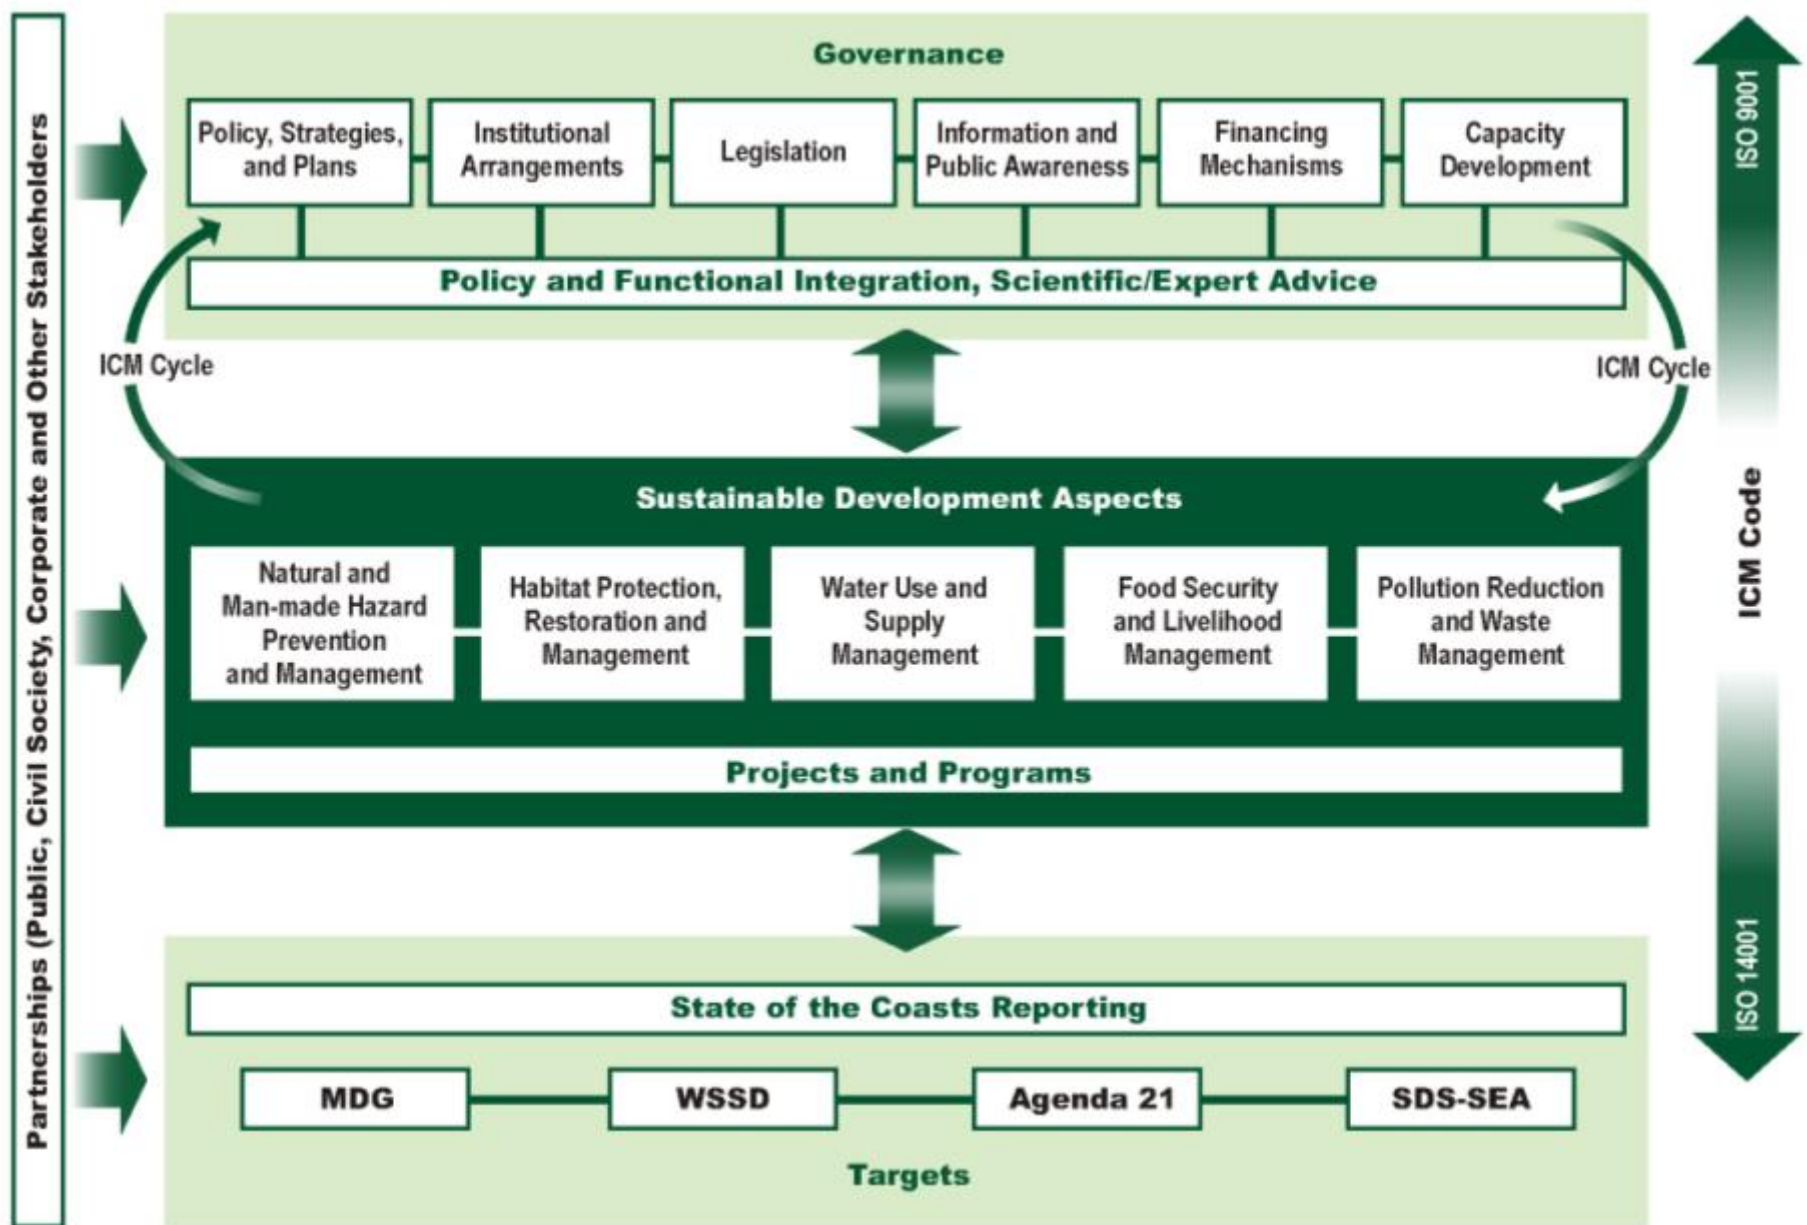 Partnerships (Public, Civil Society, Corporate and Other Stakeholders
Governance
Policy, Strategies,
and Plans
Institutional
Arrangements
Legislation
Information and
Public Awareness
Financing
Mechanisms
Capacity
Development
Policy and Functional Integration, Scientific/Expert Advice
ICM Cycle
ICM Cycle
Sustainable Development Aspects
Natural and
Man-made Hazard
Prevention
and Management
Habitat Protection,
Restoration and
Management
Water Use and
Supply
Management
Food Security
and Livelihood
Management
Pollution Reduction
and Waste
Management
Projects and Programs
State of the Coasts Reporting
MDG
WSSD
Agenda 21
SDS-SEA
Targets
ISO 9001
ICM Code
ISO 14001